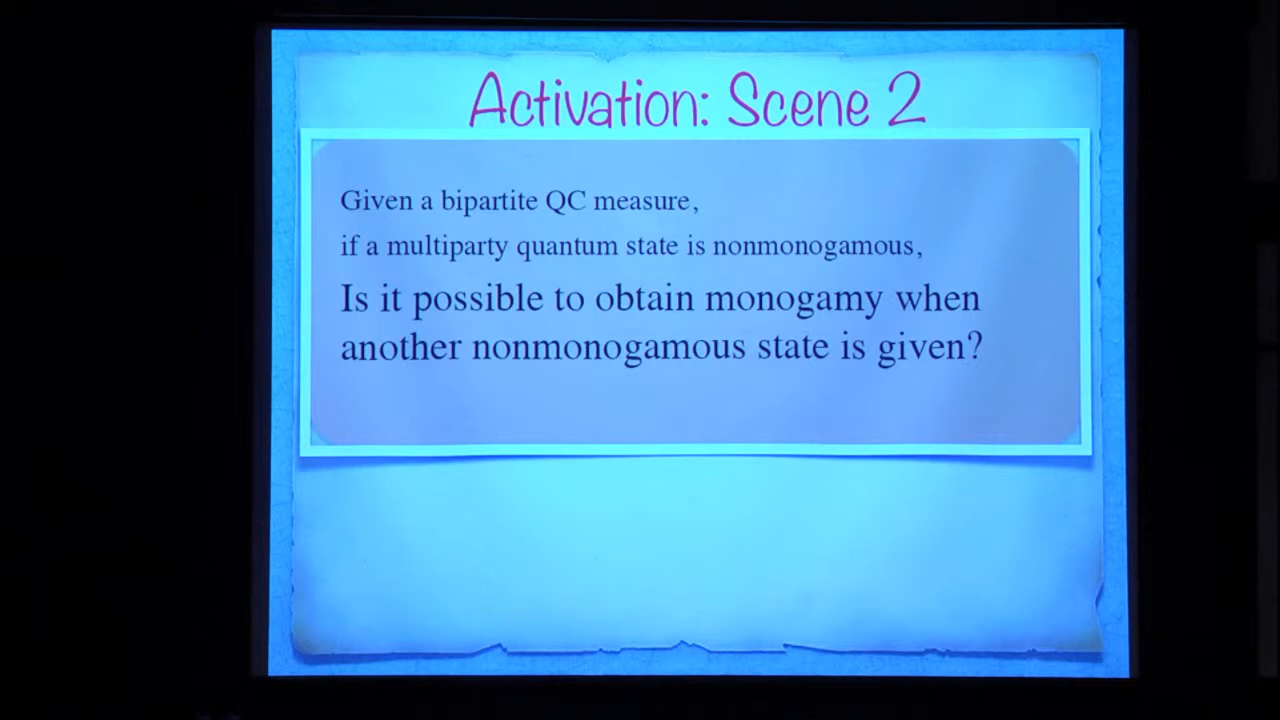 Activation: Scene 2
Given a bipartite QC measure,
if a multiparty quantum state is nonmonogamous,
Is it possible to obtain monogamy when
another nonmonogamous state is given?